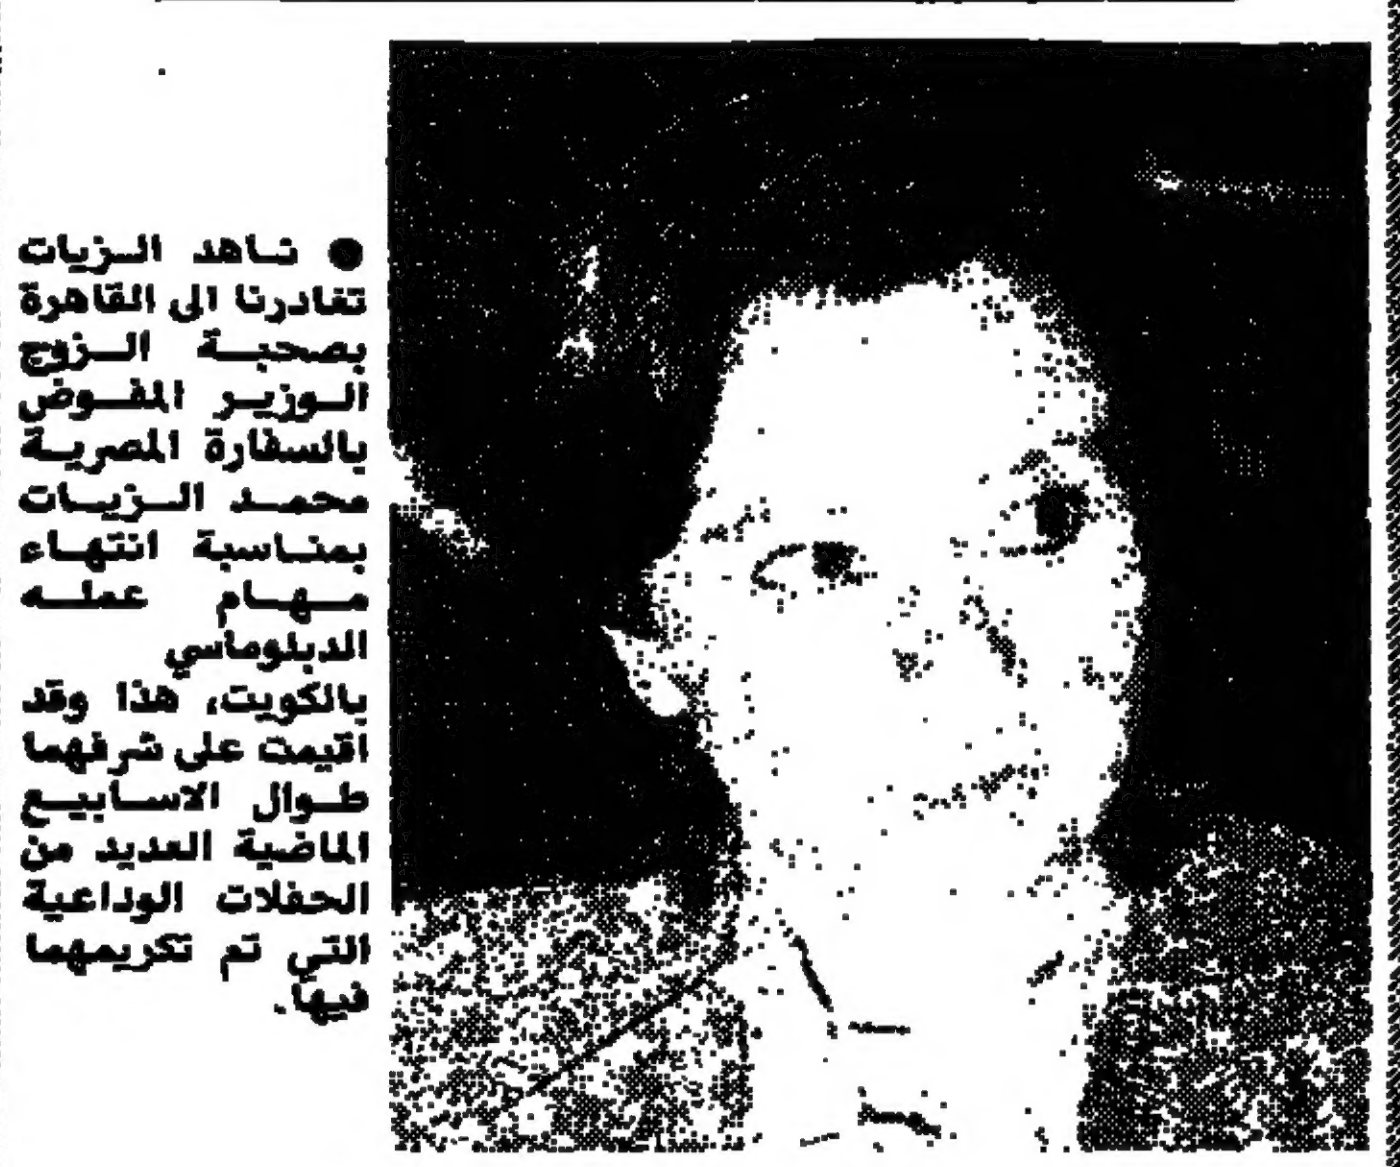 ● ناهد الزيات
تغادرنا الى القاهرة
بصحبة الزوج
الوزير المفوض
بالسفارة المصرية
محمد الزيات
بمناسبة انتهاء
مهام عمله
الدبلوماسي
بالكويت، هذا وقد
اقيمت على شرفهما
طوال الاسابيع
الماضية العديد من
الحفلات الوداعية
التي تم تكريمهما
فيها.